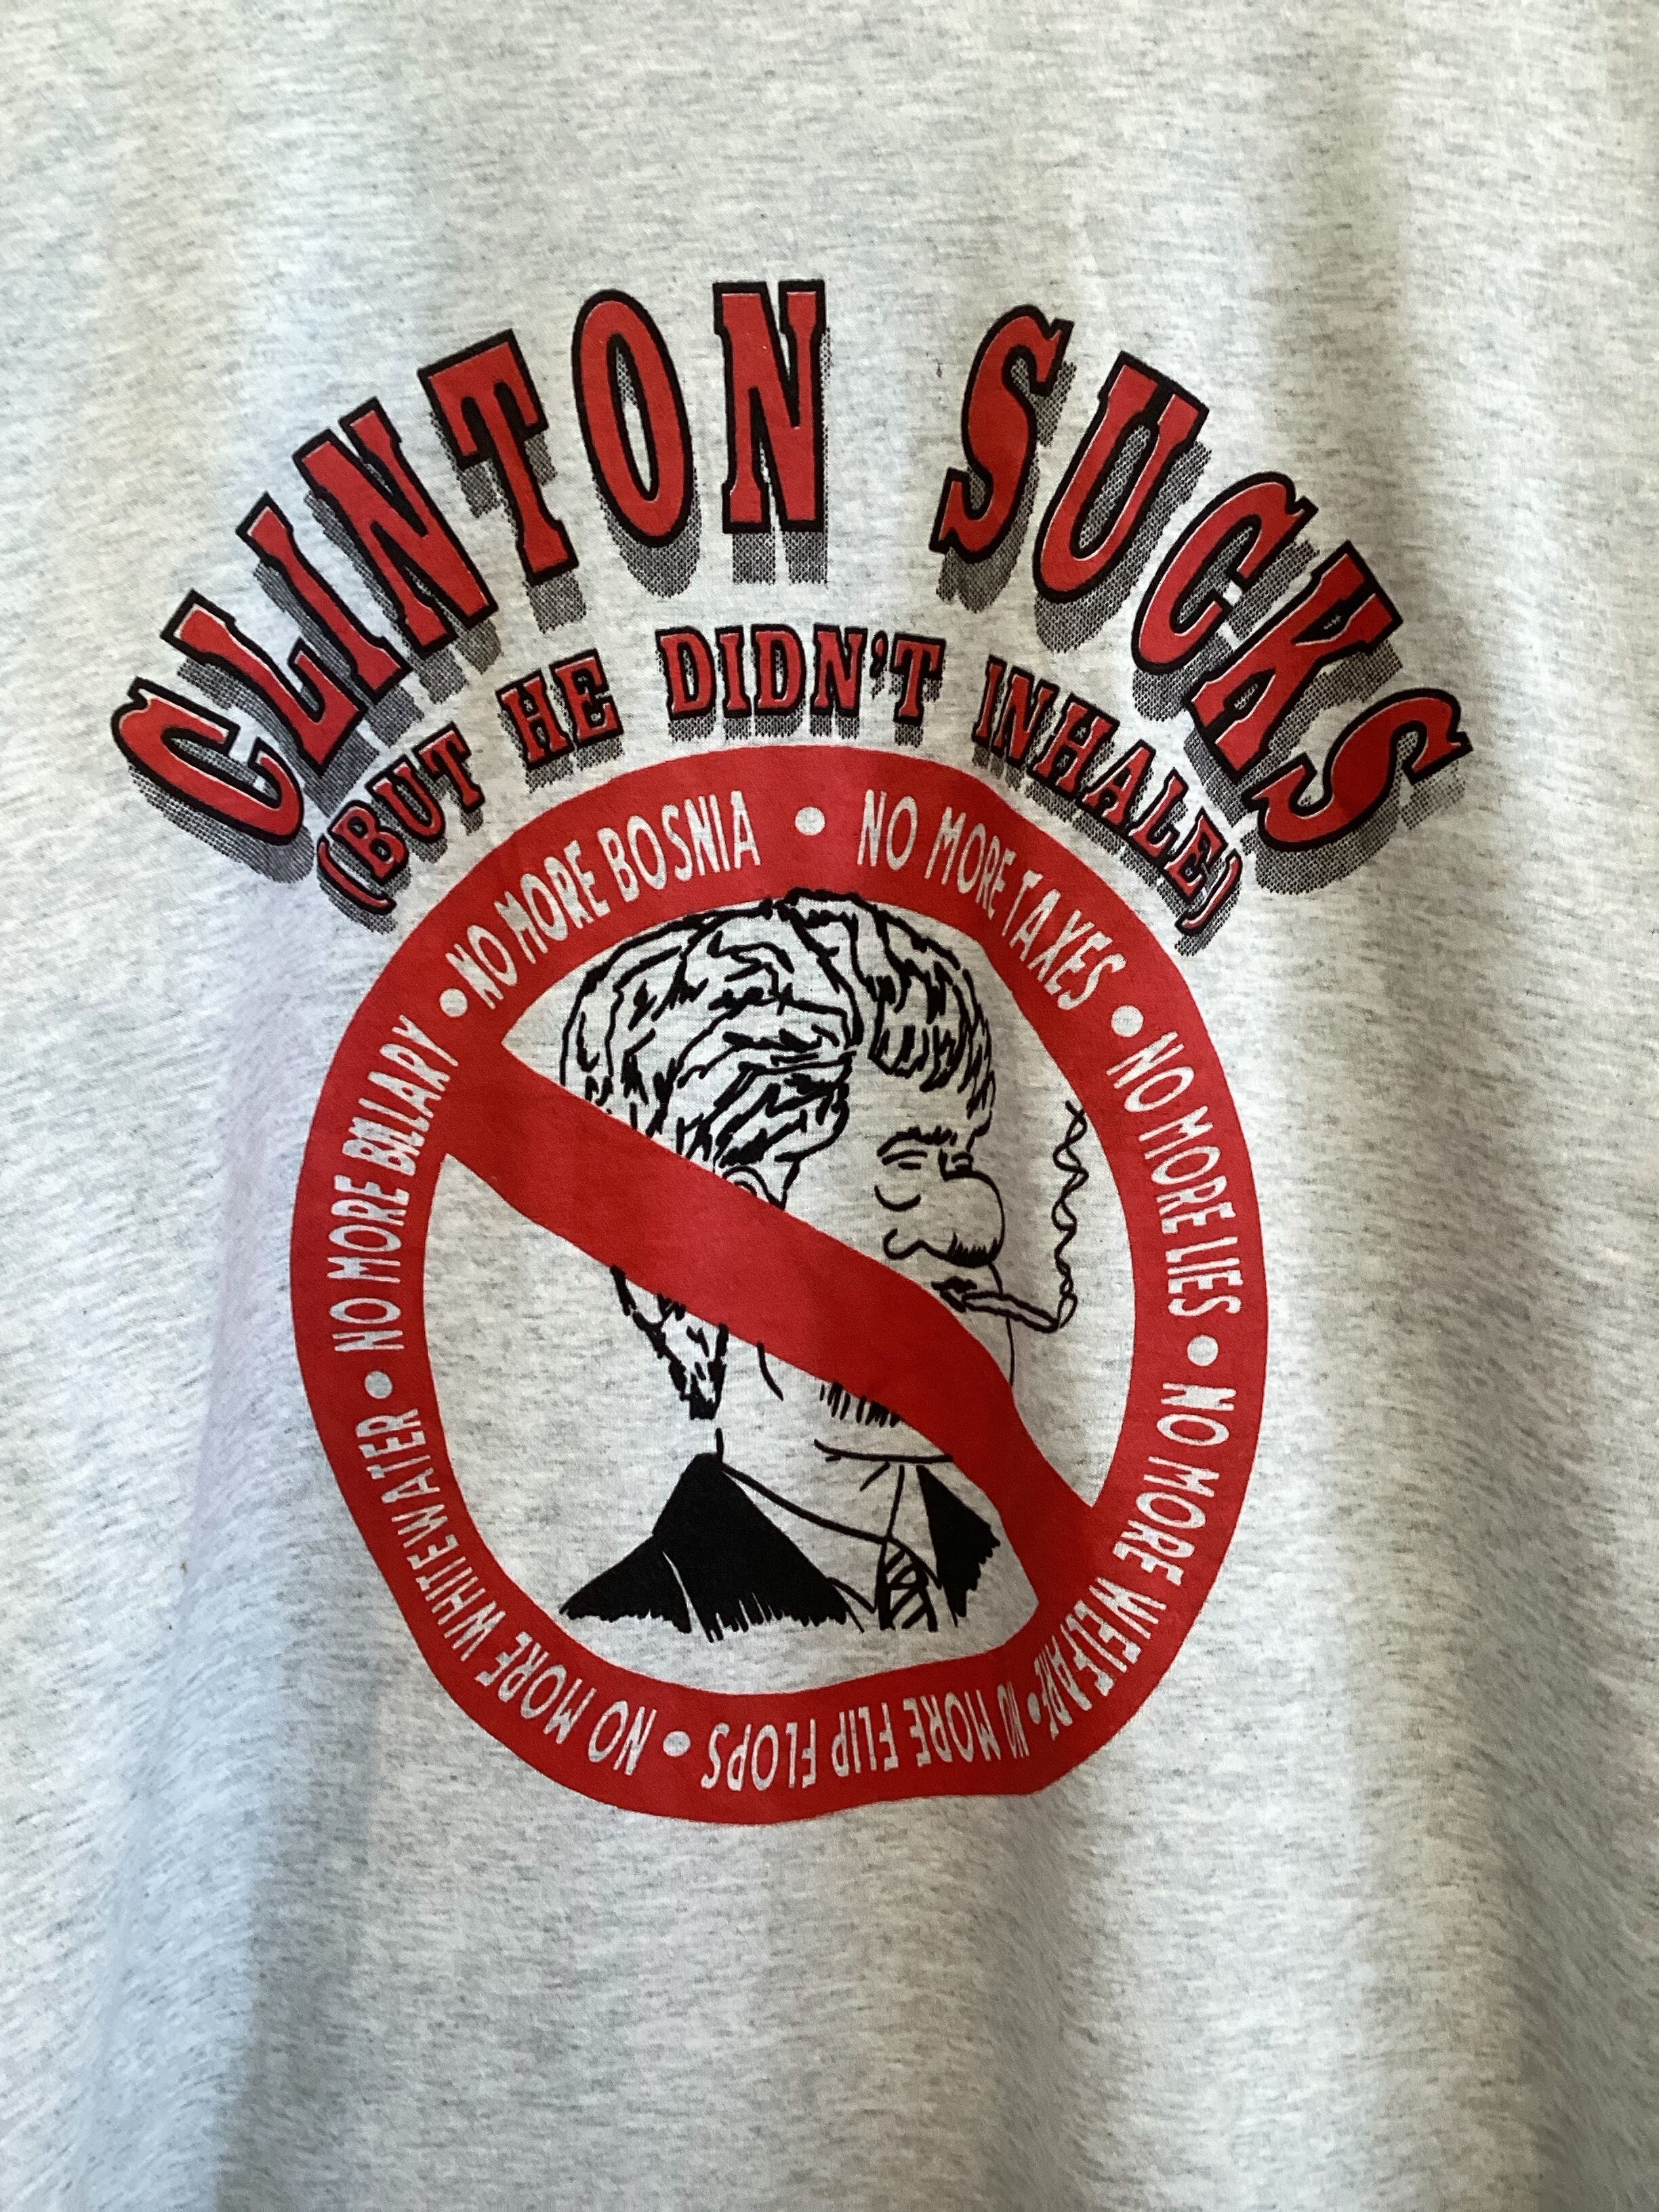 CLINTON SUCKS
(BUT HE DIDN'T INHALE)
NO MORE TAXES • NO MORE LIES • NO MORE WELFARE • NO MORE FLIP FLOPS • NO MORE WHITEWATER • NO MORE BILLARY • NO MORE BOSNIA •